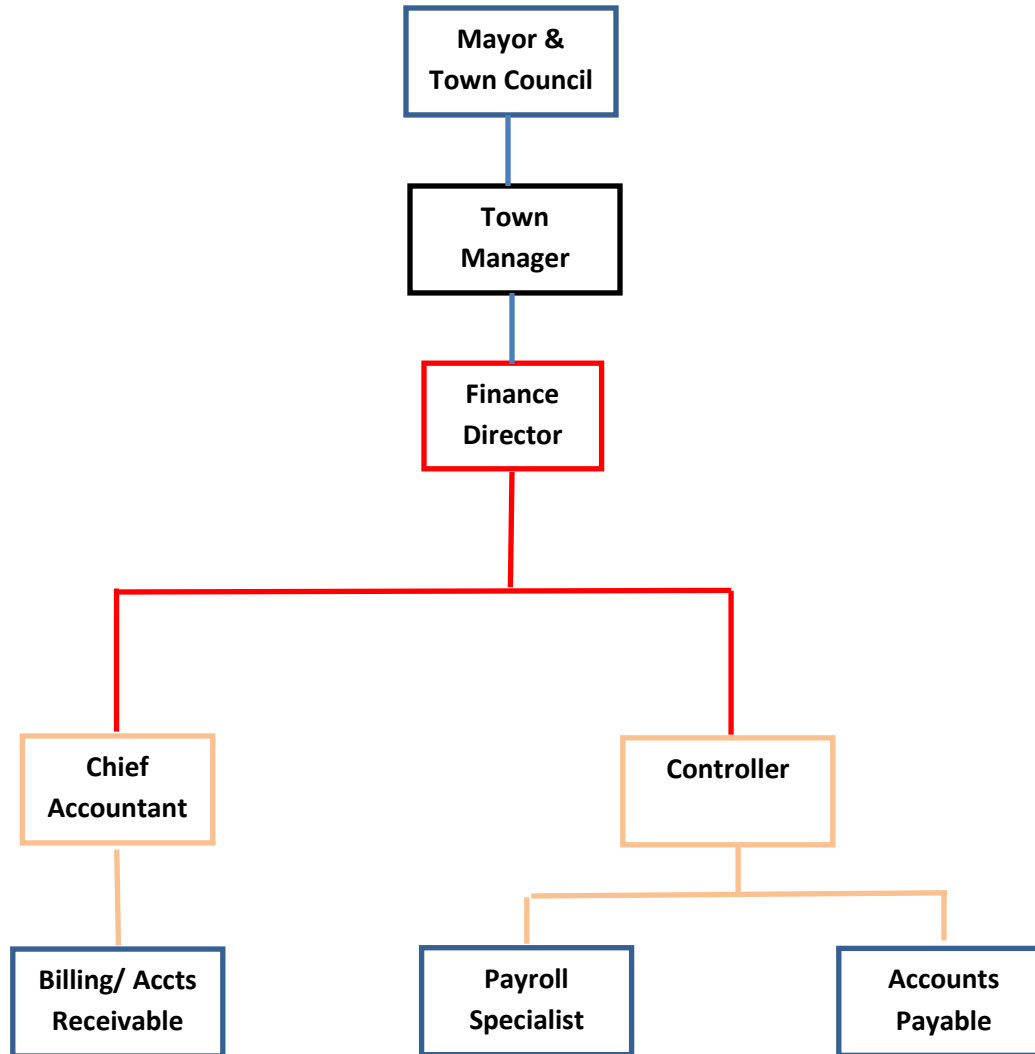 Mayor &
Town Council
Town
Manager
Finance
Director
Chief
Accountant
Controller
Billing/ Accts
Receivable
Payroll
Specialist
Accounts
Payable